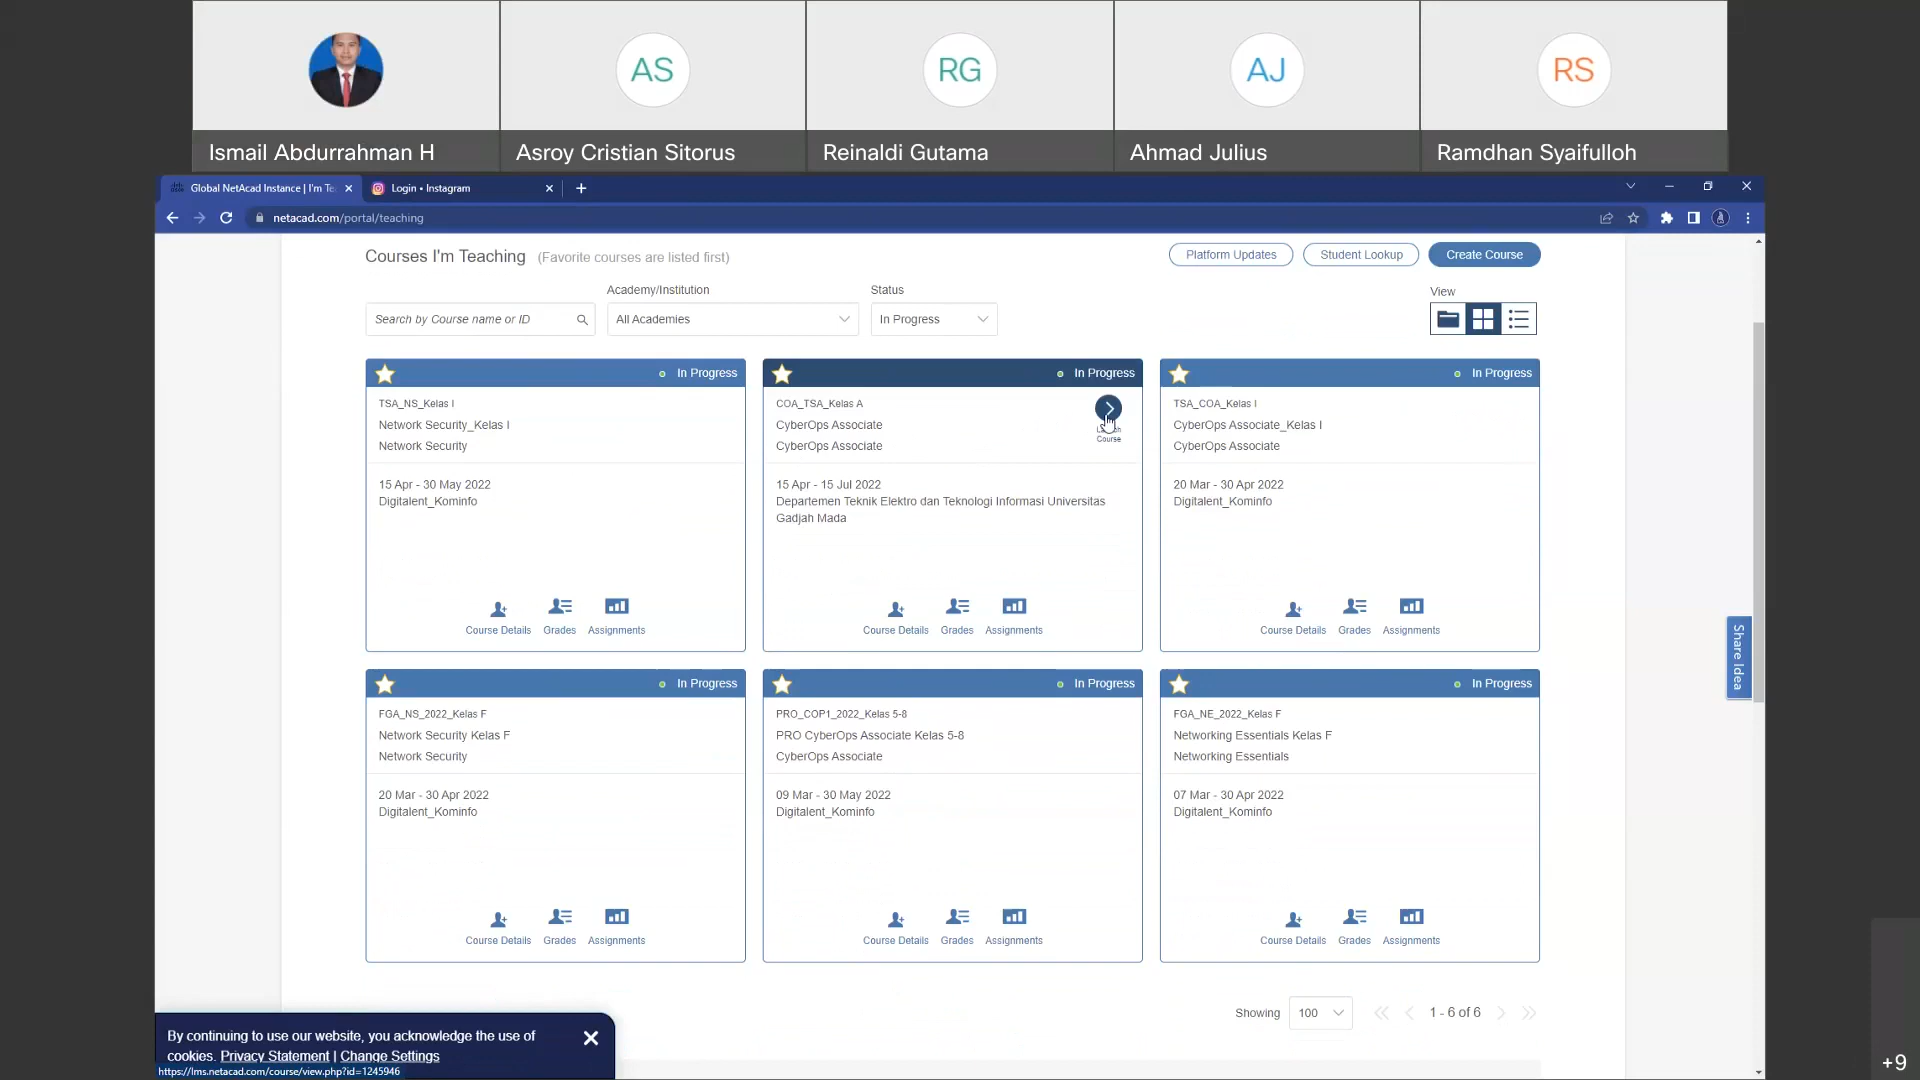 AS
RG
AJ
RS
Ismail Abdurrahman H
Asroy Cristian Sitorus
Reinaldi Gutama
Ahmad Julius
Ramdhan Syaifulloh
Global NetAcad Instance | I'm Te
Login • Instagram
netacad.com/portal/teaching
Courses I'm Teaching (Favorite courses are listed first)
Platform Updates
Student Lookup
Create Course
Academy/Institution
Status
View
Search by Course name or ID
All Academies
In Progress
In Progress
TSA_NS_Kelas I
Network Security_Kelas I
Network Security
15 Apr - 30 May 2022
Digitalent_Kominfo
Course Details
Grades
Assignments
In Progress
COA_TSA_Kelas A
CyberOps Associate
CyberOps Associate
Course
15 Apr - 15 Jul 2022
Departemen Teknik Elektro dan Teknologi Informasi Universitas
Gadjah Mada
Course Details
Grades
Assignments
In Progress
TSA_COA_Kelas I
CyberOps Associate_Kelas I
CyberOps Associate
20 Mar - 30 Apr 2022
Digitalent_Kominfo
Course Details
Grades
Assignments
In Progress
FGA_NS_2022_Kelas F
Network Security Kelas F
Network Security
20 Mar - 30 Apr 2022
Digitalent_Kominfo
Course Details
Grades
Assignments
In Progress
PRO_COP1_2022_Kelas 5-8
PRO CyberOps Associate Kelas 5-8
CyberOps Associate
09 Mar - 30 May 2022
Digitalent_Kominfo
Course Details
Grades
Assignments
In Progress
FGA_NE_2022_Kelas F
Networking Essentials Kelas F
Networking Essentials
07 Mar - 30 Apr 2022
Digitalent_Kominfo
Course Details
Grades
Assignments
Share Idea
Showing
100
1 - 6 of 6
By continuing to use our website, you acknowledge the use of
cookies. Privacy Statement | Change Settings
https://lms.netacad.com/course/view.php?id=1245946
+9